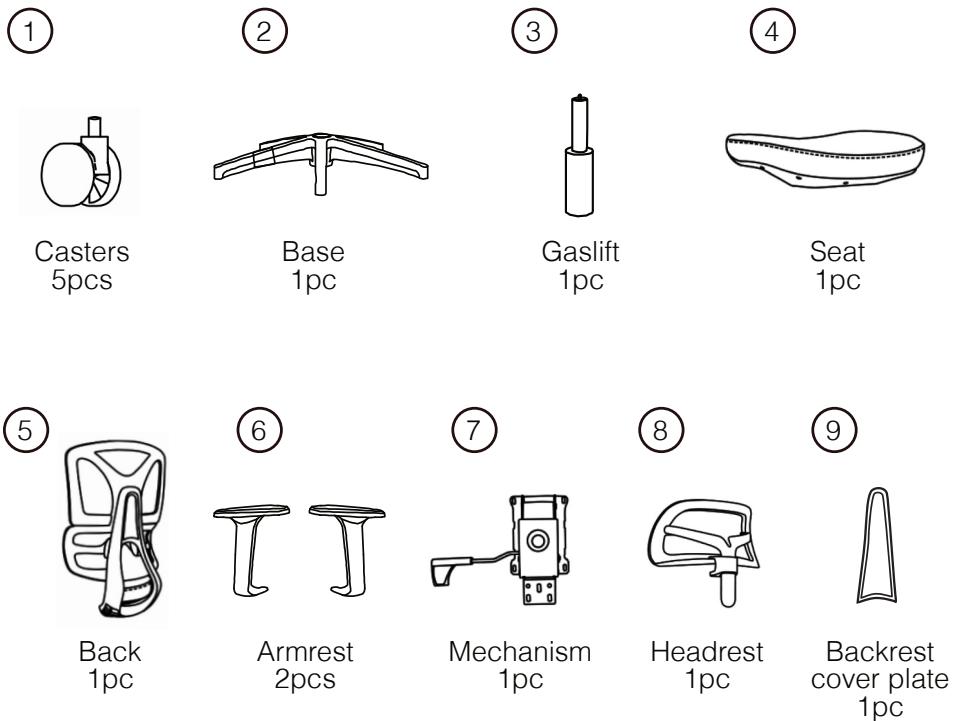 1
2
3
4
Casters
5pcs
Base
1pc
Gaslift
1pc
Seat
1pc
5
6
7
8
9
Back
1pc
Armrest
2pcs
Mechanism
1pc
Headrest
1pc
Backrest
cover plate
1pc